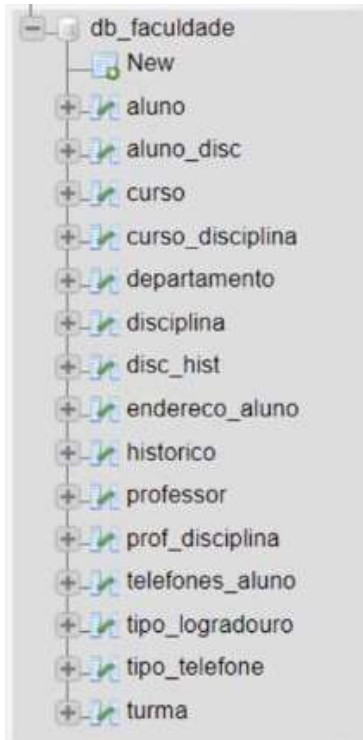 db_faculdade
New
aluno
aluno_disc
curso
curso_disciplina
departamento
disciplina
disc_hist
endereco_aluno
historico
professor
prof_disciplina
telefones_aluno
tipo_logradouro
tipo_telefone
turma